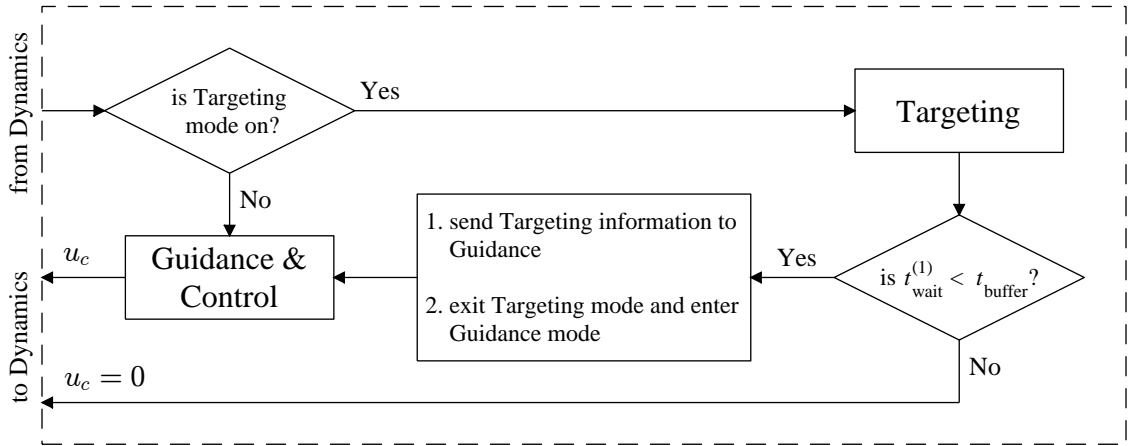 from Dynamics
is Targeting
mode on?
Yes
Targeting
No
1. send Targeting information to
Guidance
2. exit Targeting mode and enter
Guidance mode
Yes
is t_wait^(1) < t_buffer?
u_c
Guidance &
Control
to Dynamics
u_c = 0
No